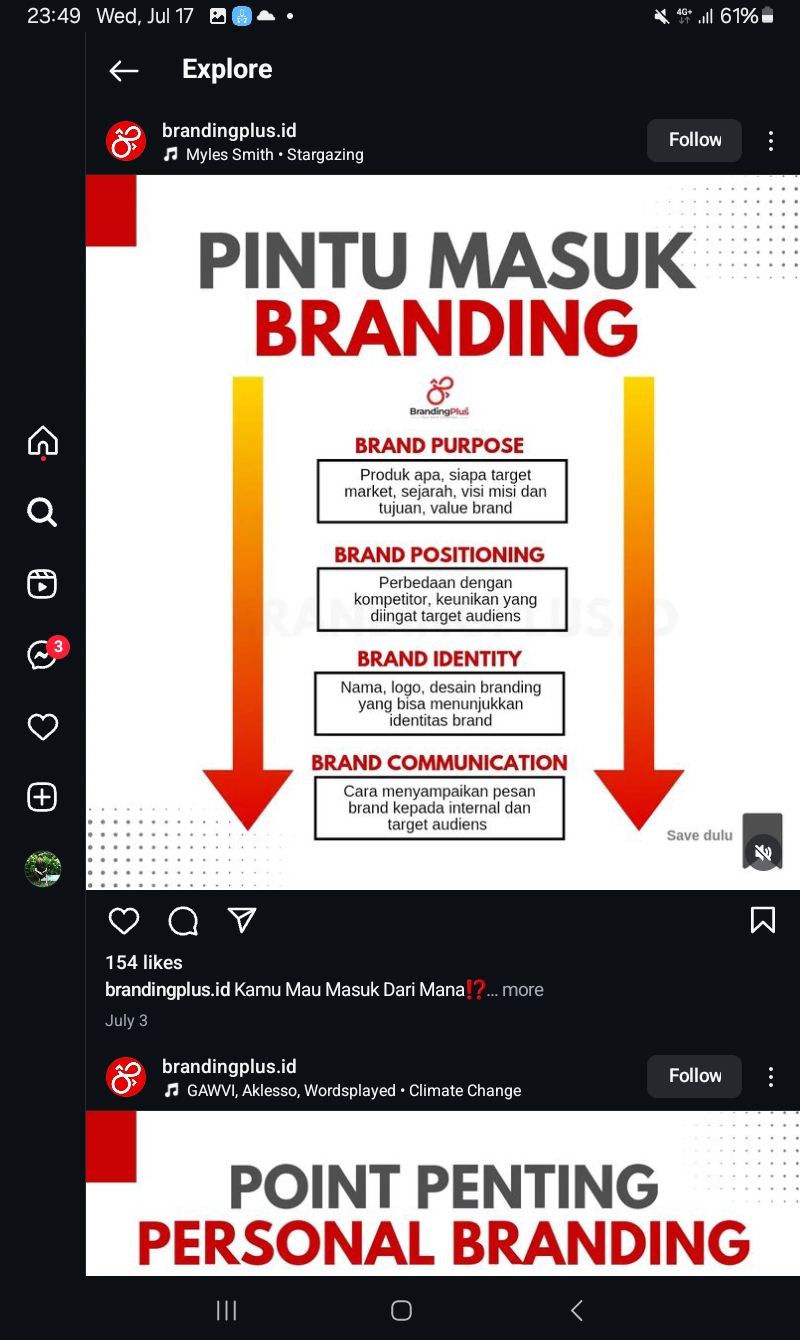 23:49 Wed, Jul 17
4G+ 61%
Explore
brandingplus.id
Follow
Myles Smith • Stargazing
PINTU MASUK
BRANDING
BrandingPlus
BRAND PURPOSE
Produk apa, siapa target
market, sejarah, visi misi dan
tujuan, value brand
BRAND POSITIONING
Perbedaan dengan
kompetitor, keunikan yang
diingat target audiens
BRAND IDENTITY
Nama, logo, desain branding
yang bisa menunjukkan
identitas brand
BRAND COMMUNICATION
Cara menyampaikan pesan
brand kepada internal dan
target audiens
Save dulu
3
154 likes
brandingplus.id Kamu Mau Masuk Dari Mana⁉️... more
July 3
brandingplus.id
Follow
GAWVI, Aklesso, Wordsplayed • Climate Change
POINT PENTING
PERSONAL BRANDING